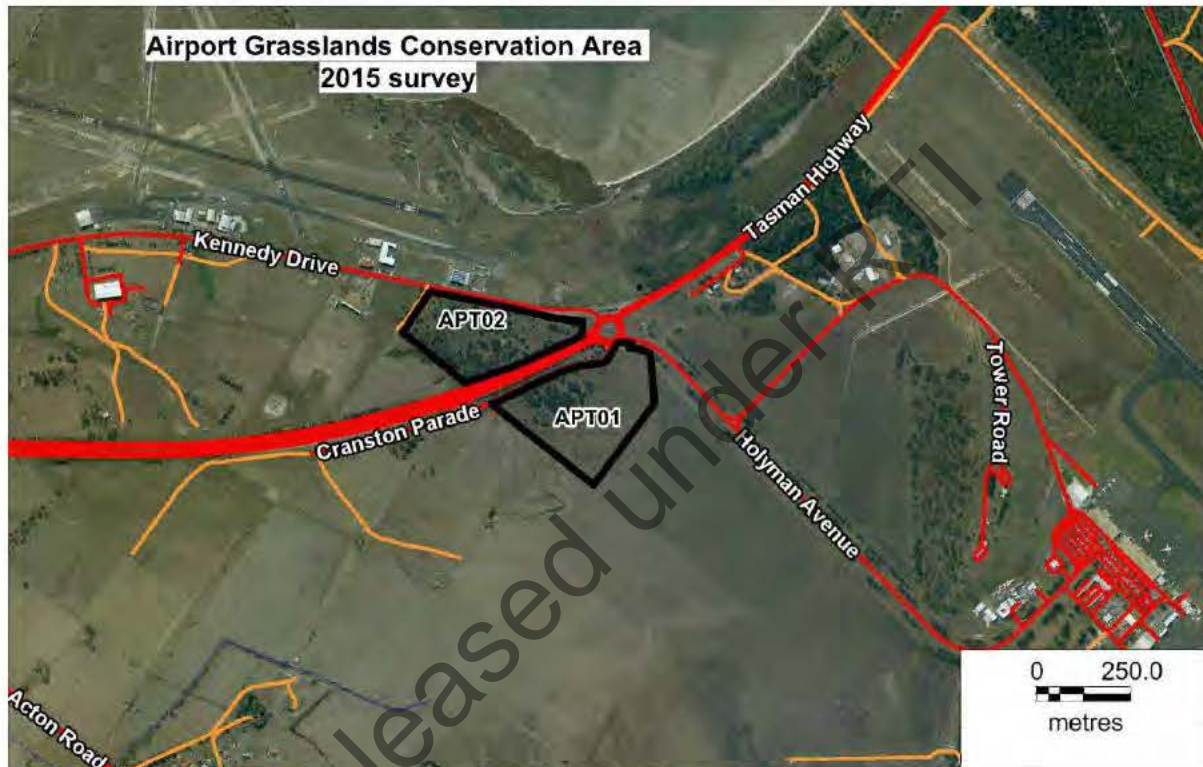 Airport Grasslands Conservation Area
2015 survey
Tasman Highway
Kennedy Drive
APT02
APT01
Cranston Parade
Tower Road
Holyman Avenue
Acton Road
0 250.0
metres
leased under RTI